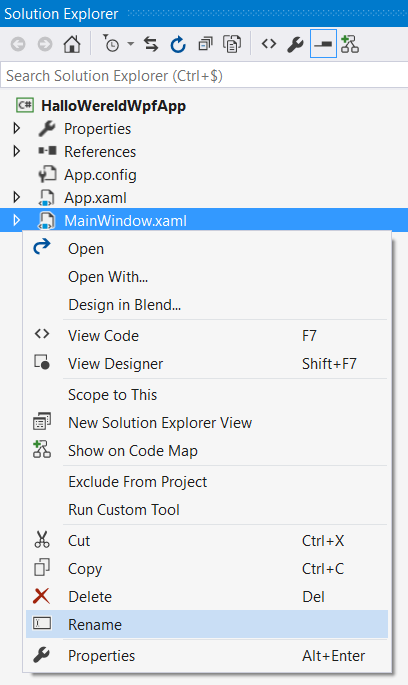 Solution Explorer
Search Solution Explorer (Ctrl+$)
C# HalloWereldWpfApp
Properties
References
App.config
App.xaml
MainWindow.xaml
Open
Open With...
Design in Blend...
View Code F7
View Designer Shift+F7
Scope to This
New Solution Explorer View
Show on Code Map
Exclude From Project
Run Custom Tool
Cut Ctrl+X
Copy Ctrl+C
Delete Del
Rename
Properties Alt+Enter